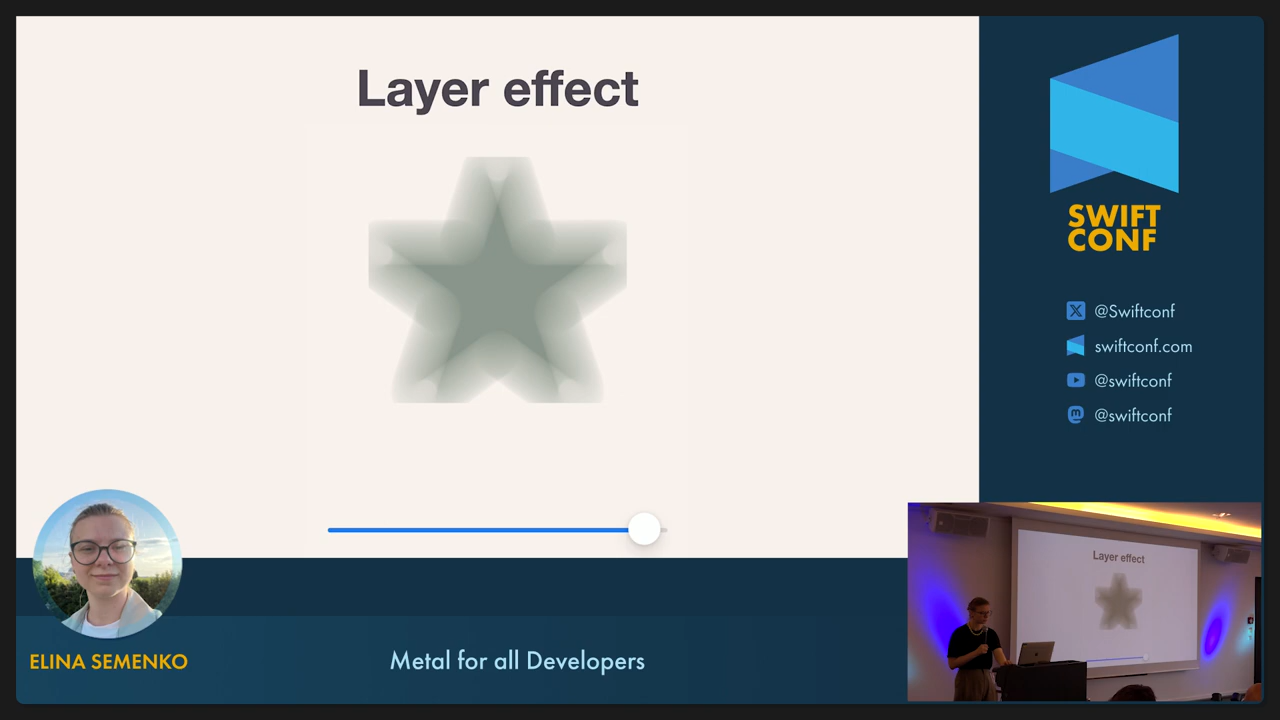 Layer effect
SWIFT
CONF
@Swiftconf
swiftconf.com
@swiftconf
@swiftconf
ELINA SEMENKO
Metal for all Developers
Layer effect